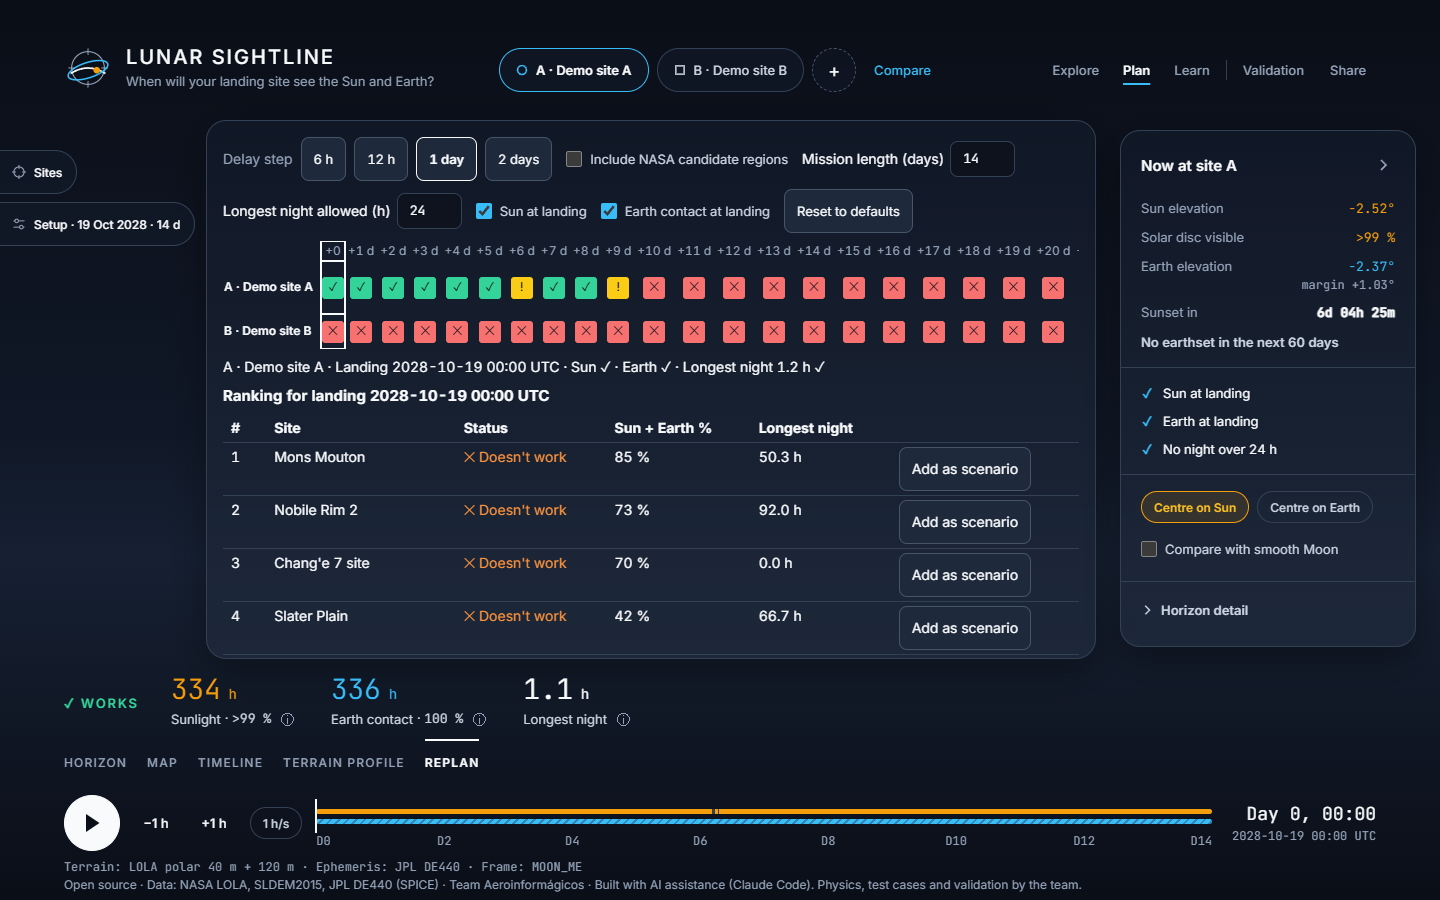 LUNAR SIGHTLINE
When will your landing site see the Sun and Earth?
A · Demo site A
B · Demo site B
+
Compare
Explore
Plan
Learn
Validation
Share
Sites
Setup · 19 Oct 2028 · 14 d
Delay step
6 h
12 h
1 day
2 days
Include NASA candidate regions
Mission length (days)
14
Longest night allowed (h)
24
Sun at landing
Earth contact at landing
Reset to defaults
+0 +1 d +2 d +3 d +4 d +5 d +6 d +7 d +8 d +9 d +10 d +11 d +12 d +13 d +14 d +15 d +16 d +17 d +18 d +19 d +20 d
A · Demo site A ✓ ✓ ✓ ✓ ✓ ✓ ! ✓ ✓ ! ✕ ✕ ✕ ✕ ✕ ✕ ✕ ✕ ✕ ✕ ✕
B · Demo site B ✕ ✕ ✕ ✕ ✕ ✕ ✕ ✕ ✕ ✕ ✕ ✕ ✕ ✕ ✕ ✕ ✕ ✕ ✕ ✕ ✕
A · Demo site A · Landing 2028-10-19 00:00 UTC · Sun ✓ · Earth ✓ · Longest night 1.2 h ✓
Ranking for landing 2028-10-19 00:00 UTC
# Site Status Sun + Earth % Longest night
1 Mons Mouton ✕ Doesn't work 85 % 50.3 h Add as scenario
2 Nobile Rim 2 ✕ Doesn't work 73 % 92.0 h Add as scenario
3 Chang'e 7 site ✕ Doesn't work 70 % 0.0 h Add as scenario
4 Slater Plain ✕ Doesn't work 42 % 66.7 h Add as scenario
Now at site A
Sun elevation -2.52°
Solar disc visible >99 %
Earth elevation -2.37°
margin +1.03°
Sunset in 6d 04h 25m
No earthset in the next 60 days
✓ Sun at landing
✓ Earth at landing
✓ No night over 24 h
Centre on Sun
Centre on Earth
Compare with smooth Moon
Horizon detail
✓ WORKS
334 h
Sunlight · >99 % ⓘ
336 h
Earth contact · 100 % ⓘ
1.1 h
Longest night ⓘ
HORIZON
MAP
TIMELINE
TERRAIN PROFILE
REPLAN
−1 h
+1 h
1 h/s
D0 D2 D4 D6 D8 D10 D12 D14
Day 0, 00:00
2028-10-19 00:00 UTC
Terrain: LOLA polar 40 m + 120 m · Ephemeris: JPL DE440 · Frame: MOON_ME
Open source · Data: NASA LOLA, SLDEM2015, JPL DE440 (SPICE) · Team Aeroinformágicos · Built with AI assistance (Claude Code). Physics, test cases and validation by the team.